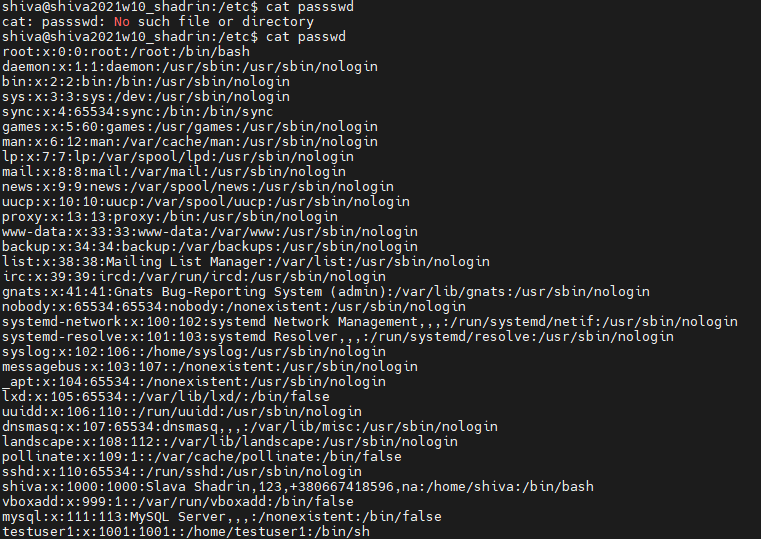 shiva@shiva2021w10_shadrin:/etc$ cat passswd
cat: passswd: No such file or directory
shiva@shiva2021w10_shadrin:/etc$ cat passwd
root:x:0:0:root:/root:/bin/bash
daemon:x:1:1:daemon:/usr/sbin:/usr/sbin/nologin
bin:x:2:2:bin:/bin:/usr/sbin/nologin
sys:x:3:3:sys:/dev:/usr/sbin/nologin
sync:x:4:65534:sync:/bin:/bin/sync
games:x:5:60:games:/usr/games:/usr/sbin/nologin
man:x:6:12:man:/var/cache/man:/usr/sbin/nologin
lp:x:7:7:lp:/var/spool/lpd:/usr/sbin/nologin
mail:x:8:8:mail:/var/mail:/usr/sbin/nologin
news:x:9:9:news:/var/spool/news:/usr/sbin/nologin
uucp:x:10:10:uucp:/var/spool/uucp:/usr/sbin/nologin
proxy:x:13:13:proxy:/bin:/usr/sbin/nologin
www-data:x:33:33:www-data:/var/www:/usr/sbin/nologin
backup:x:34:34:backup:/var/backups:/usr/sbin/nologin
list:x:38:38:Mailing List Manager:/var/list:/usr/sbin/nologin
irc:x:39:39:ircd:/var/run/ircd:/usr/sbin/nologin
gnats:x:41:41:Gnats Bug-Reporting System (admin):/var/lib/gnats:/usr/sbin/nologin
nobody:x:65534:65534:nobody:/nonexistent:/usr/sbin/nologin
systemd-network:x:100:102:systemd Network Management,,,:/run/systemd/netif:/usr/sbin/nologin
systemd-resolve:x:101:103:systemd Resolver,,,:/run/systemd/resolve:/usr/sbin/nologin
syslog:x:102:106::/home/syslog:/usr/sbin/nologin
messagebus:x:103:107::/nonexistent:/usr/sbin/nologin
_apt:x:104:65534::/nonexistent:/usr/sbin/nologin
lxd:x:105:65534::/var/lib/lxd/:/bin/false
uuidd:x:106:110::/run/uuidd:/usr/sbin/nologin
dnsmasq:x:107:65534:dnsmasq,,,:/var/lib/misc:/usr/sbin/nologin
landscape:x:108:112::/var/lib/landscape:/usr/sbin/nologin
pollinate:x:109:1::/var/cache/pollinate:/bin/false
sshd:x:110:65534::/run/sshd:/usr/sbin/nologin
shiva:x:1000:1000:Slava Shadrin,123,+380667418596,na:/home/shiva:/bin/bash
vboxadd:x:999:1::/var/run/vboxadd:/bin/false
mysql:x:111:113:MySQL Server,,,:/nonexistent:/bin/false
testuser1:x:1001:1001::/home/testuser1:/bin/sh